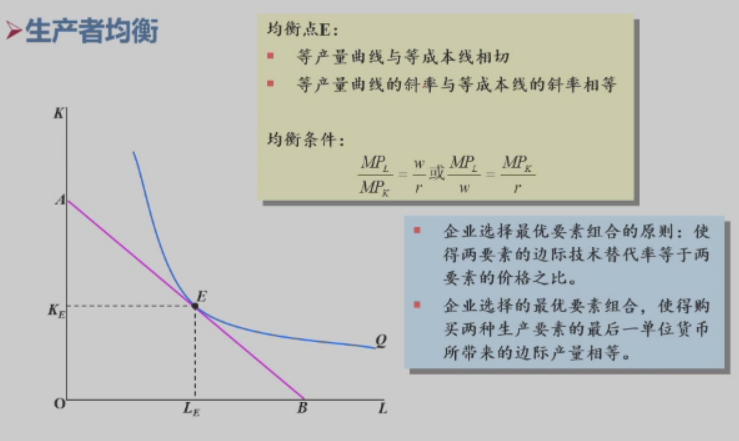 ➢生产者均衡
均衡点E:
▪ 等产量曲线与等成本线相切
▪ 等产量曲线的斜率与等成本线的斜率相等
均衡条件:
MP_L/MP_K = w/r 或 MP_L/w = MP_K/r
▪ 企业选择最优要素组合的原则：使
得两要素的边际技术替代率等于两
要素的价格之比。
▪ 企业选择的最优要素组合，使得购
买两种生产要素的最后一单位货币
所带来的边际产量相等。
K
A
E
K_E
Q
O
L_E
B
L